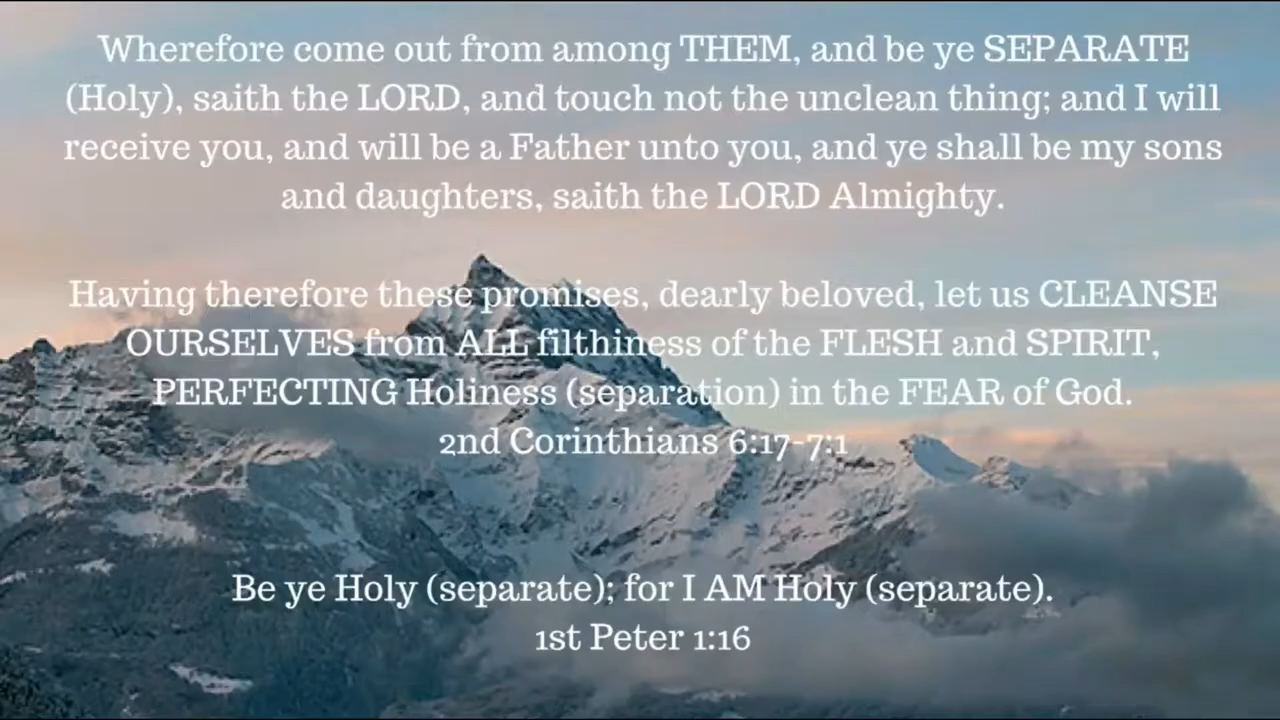 Wherefore come out from among THEM, and be ye SEPARATE
(Holy), saith the LORD, and touch not the unclean thing; and I will
receive you, and will be a Father unto you, and ye shall be my sons
and daughters, saith the LORD Almighty.
Having therefore these promises, dearly beloved, let us CLEANSE
OURSELVES from ALL filthiness of the FLESH and SPIRIT,
PERFECTING Holiness (separation) in the FEAR of God.
2nd Corinthians 6:17-7:1
Be ye Holy (separate); for I AM Holy (separate).
1st Peter 1:16